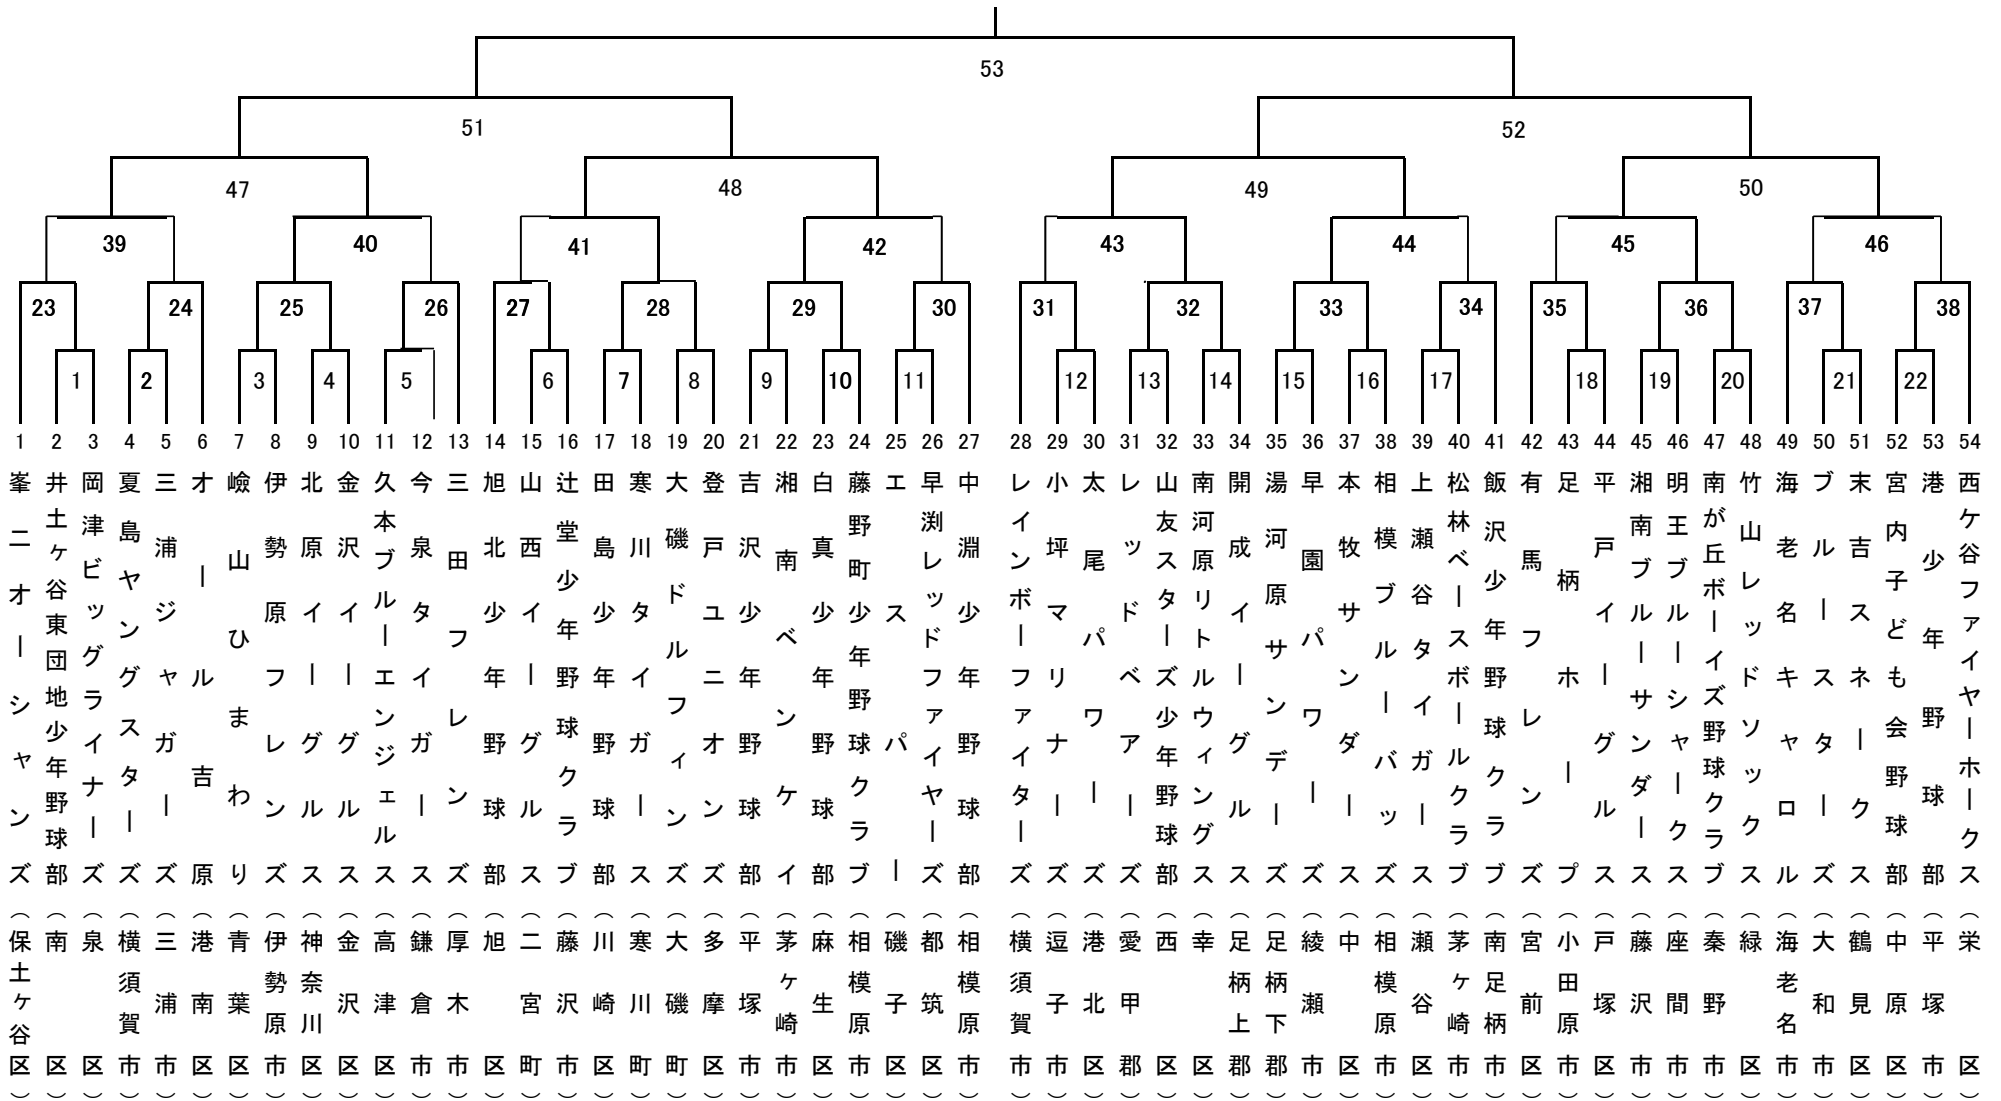 53
51
52
47
48
49
50
39
40
41
42
43
44
45
46
23
24
25
26
27
28
29
30
31
32
33
34
35
36
37
38
1
2
3
4
5
6
7
8
9
10
11
12
13
14
15
16
17
18
19
20
21
22
1 峯二オーシャンズ（保土ヶ谷区）
2 井土ヶ谷東団地少年野球部（南区）
3 岡津ビッグライナーズ（泉区）
4 夏島ヤングスターズ（横須賀市）
5 三浦ジャガーズ（三浦市）
6 オール吉原（港南区）
7 嶮山ひまわり（青葉区）
8 伊勢原フレンズ（伊勢原市）
9 北原イーグルス（神奈川区）
10 金沢イーグルス（金沢区）
11 久本ブルーエンジェルス（高津区）
12 今泉タイガース（鎌倉市）
13 三田フレンズ（厚木市）
14 旭北少年野球部（旭区）
15 山西イーグルス（二宮町）
16 辻堂少年野球クラブ（藤沢市）
17 田島少年野球部（川崎区）
18 寒川タイガース（寒川町）
19 大磯ドルフィンズ（大磯町）
20 登戸ユニオンズ（多摩区）
21 吉沢少年野球部（平塚市）
22 湘南ベンケイ（茅ヶ崎市）
23 白真少年野球部（麻生区）
24 藤野町少年野球クラブ（相模原市）
25 エースパー（磯子区）
26 早渕レッドファイヤーズ（都筑区）
27 中淵少年野球部（相模原市）
28 レインボーファイターズ（横須賀市）
29 小坪マリナーズ（逗子市）
30 太尾パワーズ（港北区）
31 レッドベアーズ（愛甲郡）
32 山友スターズ少年野球部（西区）
33 南河原リトルウィングス（幸区）
34 開成イーグルス（足柄上郡）
35 湯河原サンデーズ（足柄下郡）
36 早園パワーズ（綾瀬市）
37 本牧サンダース（中区）
38 相模ブルーバッズ（相模原市）
39 上瀬谷タイガース（瀬谷区）
40 松林ベースボールクラブ（茅ヶ崎市）
41 飯沢少年野球クラブ（南足柄市）
42 有馬フレンズ（宮前区）
43 足柄ホープ（小田原市）
44 平戸イーグルス（戸塚区）
45 湘南ブルーサンダース（藤沢市）
46 明王ブルーシャークス（座間市）
47 南が丘ボーイズ野球クラブ（秦野市）
48 竹山レッドソックス（緑区）
49 海老名キャロル（海老名市）
50 ブルースターズ（大和市）
51 末吉スネークス（鶴見区）
52 宮内子ども会野球部（中原区）
53 港少年野球部（平塚市）
54 西ケ谷ファイヤーホークス（栄区）